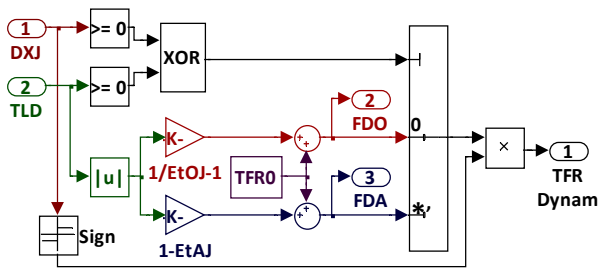 1
DXJ
>= 0
XOR
2
TLD
>= 0
2
FDO
K-
0
1/EtOJ-1
|u|
TFR0
×
1
TFR
Dynam
3
FDA
K-
*,
1-EtAJ
Sign